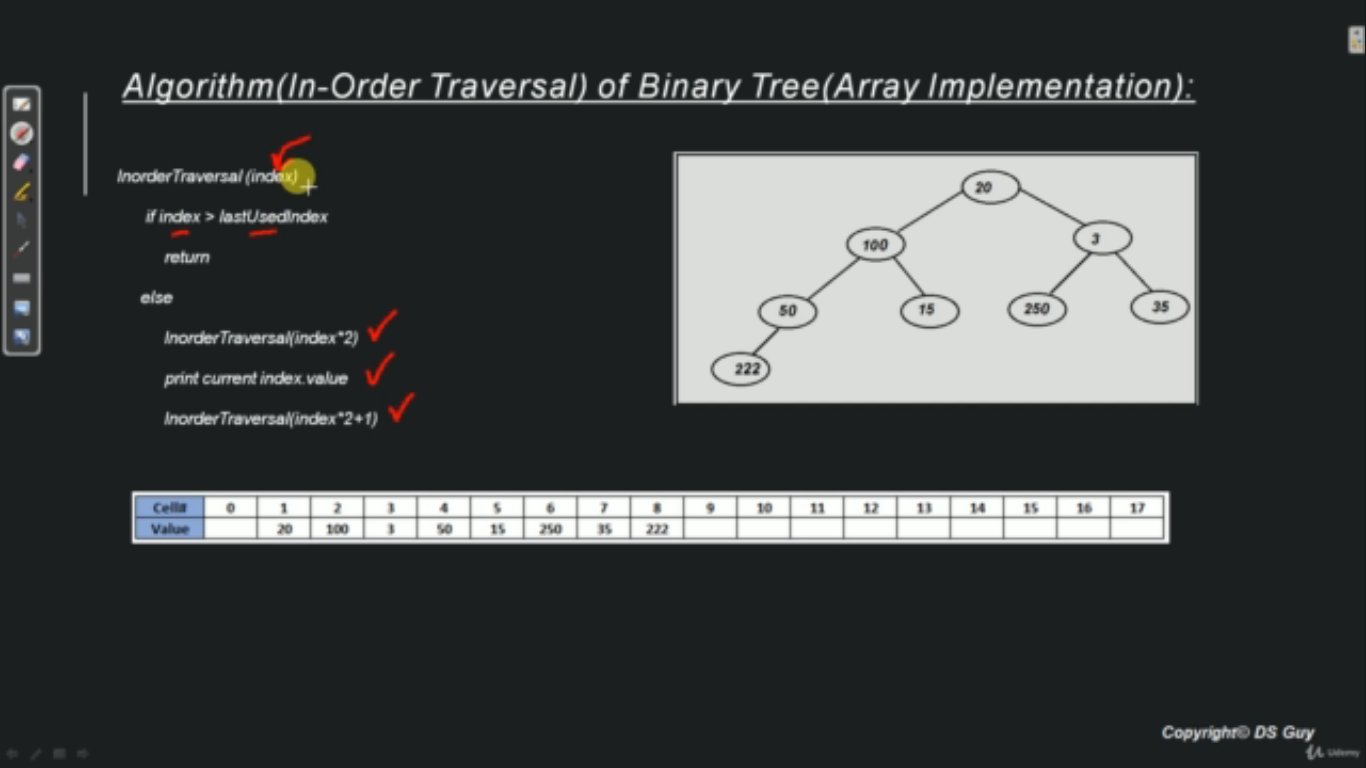 Algorithm(In-Order Traversal) of Binary Tree(Array Implementation):
InorderTraversal (index)
if index > lastUsedIndex
return
else
InorderTraversal(index*2)
print current index.value
InorderTraversal(index*2+1)
20
100
3
50
15
250
35
222
Cell# 0 1 2 3 4 5 6 7 8 9 10 11 12 13 14 15 16 17
Value 20 100 3 50 15 250 35 222
Copyright© DS Guy
Udemy